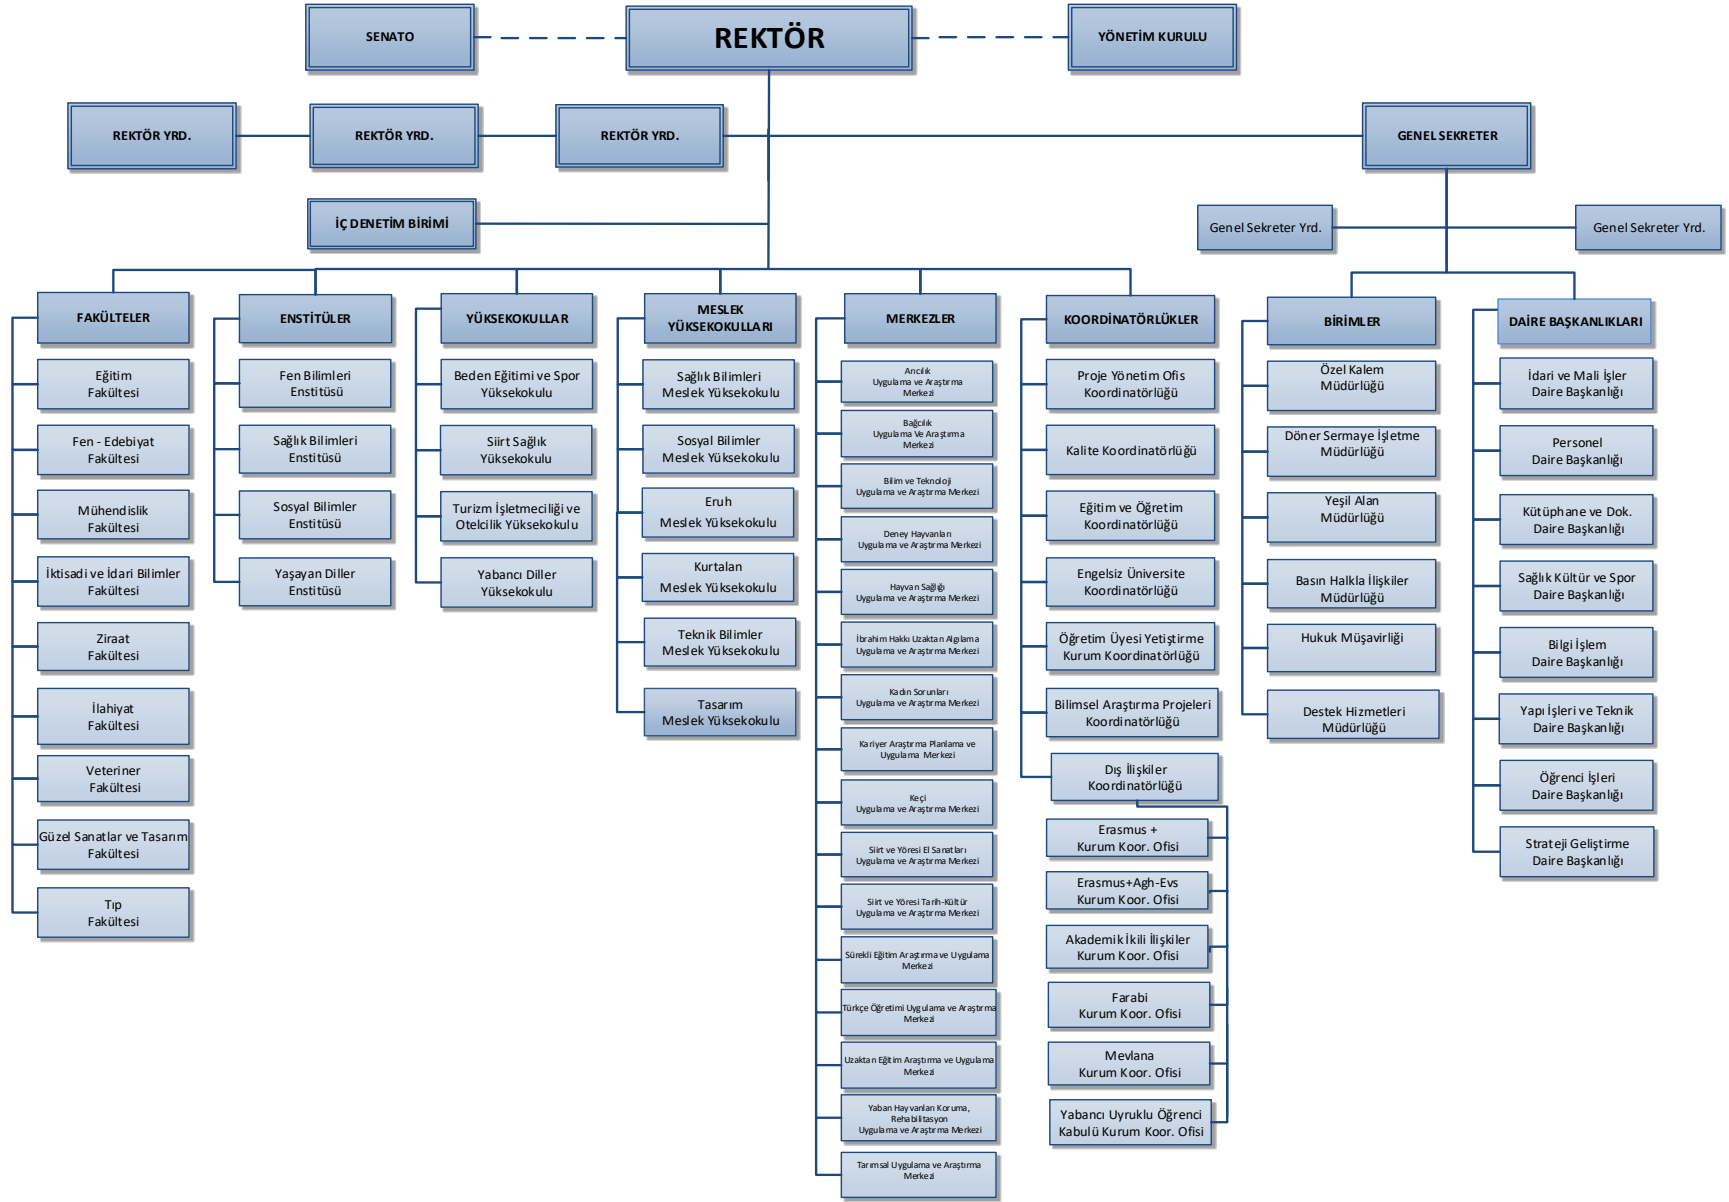 SENATO
REKTÖR
YÖNETİM KURULU
REKTÖR YRD.
REKTÖR YRD.
REKTÖR YRD.
GENEL SEKRETER
İÇ DENETİM BİRİMİ
Genel Sekreter Yrd.
Genel Sekreter Yrd.
FAKÜLTELER
Eğitim
Fakültesi
Fen - Edebiyat
Fakültesi
Mühendislik
Fakültesi
İktisadi ve İdari Bilimler
Fakültesi
Ziraat
Fakültesi
İlahiyat
Fakültesi
Veteriner
Fakültesi
Güzel Sanatlar ve Tasarım
Fakültesi
Tıp
Fakültesi
ENSTİTÜLER
Fen Bilimleri
Enstitüsü
Sağlık Bilimleri
Enstitüsü
Sosyal Bilimler
Enstitüsü
Yaşayan Diller
Enstitüsü
YÜKSEKOKULLAR
Beden Eğitimi ve Spor
Yüksekokulu
Siirt Sağlık
Yüksekokulu
Turizm İşletmeciliği ve
Otelcilik Yüksekokulu
Yabancı Diller
Yüksekokulu
MESLEK
YÜKSEKOKULLARI
Sağlık Bilimleri
Meslek Yüksekokulu
Sosyal Bilimler
Meslek Yüksekokulu
Eruh
Meslek Yüksekokulu
Kurtalan
Meslek Yüksekokulu
Teknik Bilimler
Meslek Yüksekokulu
Tasarım
Meslek Yüksekokulu
MERKEZLER
Arıcılık
Uygulama ve Araştırma
Merkezi
Bağcılık
Uygulama Ve Araştırma
Merkezi
Bilim ve Teknoloji
Uygulama ve Araştırma Merkezi
Deney Hayvanları
Uygulama ve Araştırma Merkezi
Hayvan Sağlığı
Uygulama ve Araştırma Merkezi
İbrahim Hakkı Uzaktan Algılama
Uygulama ve Araştırma Merkezi
Kadın Sorunları
Uygulama ve Araştırma Merkezi
Kariyer Araştırma Planlama ve
Uygulama Merkezi
Keçi
Uygulama ve Araştırma Merkezi
Siirt ve Yöresi El Sanatları
Uygulama ve Araştırma Merkezi
Siirt ve Yöresi Tarih-Kültür
Uygulama ve Araştırma Merkezi
Sürekli Eğitim Araştırma ve Uygulama
Merkezi
Türkçe Öğretimi Uygulama ve Araştırma
Merkezi
Uzaktan Eğitim Araştırma ve Uygulama
Merkezi
Yaban Hayvanları Koruma,
Rehabilitasyon
Uygulama ve Araştırma Merkezi
Tarımsal Uygulama ve Araştırma
Merkezi
KOORDİNATÖRLÜKLER
Proje Yönetim Ofis
Koordinatörlüğü
Kalite Koordinatörlüğü
Eğitim ve Öğretim
Koordinatörlüğü
Engelsiz Üniversite
Koordinatörlüğü
Öğretim Üyesi Yetiştirme
Kurum Koordinatörlüğü
Bilimsel Araştırma Projeleri
Koordinatörlüğü
Dış İlişkiler
Koordinatörlüğü
Erasmus +
Kurum Koor. Ofisi
Erasmus+Agh-Evs
Kurum Koor. Ofisi
Akademik İkili İlişkiler
Kurum Koor. Ofisi
Farabi
Kurum Koor. Ofisi
Mevlana
Kurum Koor. Ofisi
Yabancı Uyruklu Öğrenci
Kabulü Kurum Koor. Ofisi
BİRİMLER
Özel Kalem
Müdürlüğü
Döner Sermaye İşletme
Müdürlüğü
Yeşil Alan
Müdürlüğü
Basın Halkla İlişkiler
Müdürlüğü
Hukuk Müşavirliği
Destek Hizmetleri
Müdürlüğü
DAİRE BAŞKANLIKLARI
İdari ve Mali İşler
Daire Başkanlığı
Personel
Daire Başkanlığı
Kütüphane ve Dok.
Daire Başkanlığı
Sağlık Kültür ve Spor
Daire Başkanlığı
Bilgi İşlem
Daire Başkanlığı
Yapı İşleri ve Teknik
Daire Başkanlığı
Öğrenci İşleri
Daire Başkanlığı
Strateji Geliştirme
Daire Başkanlığı